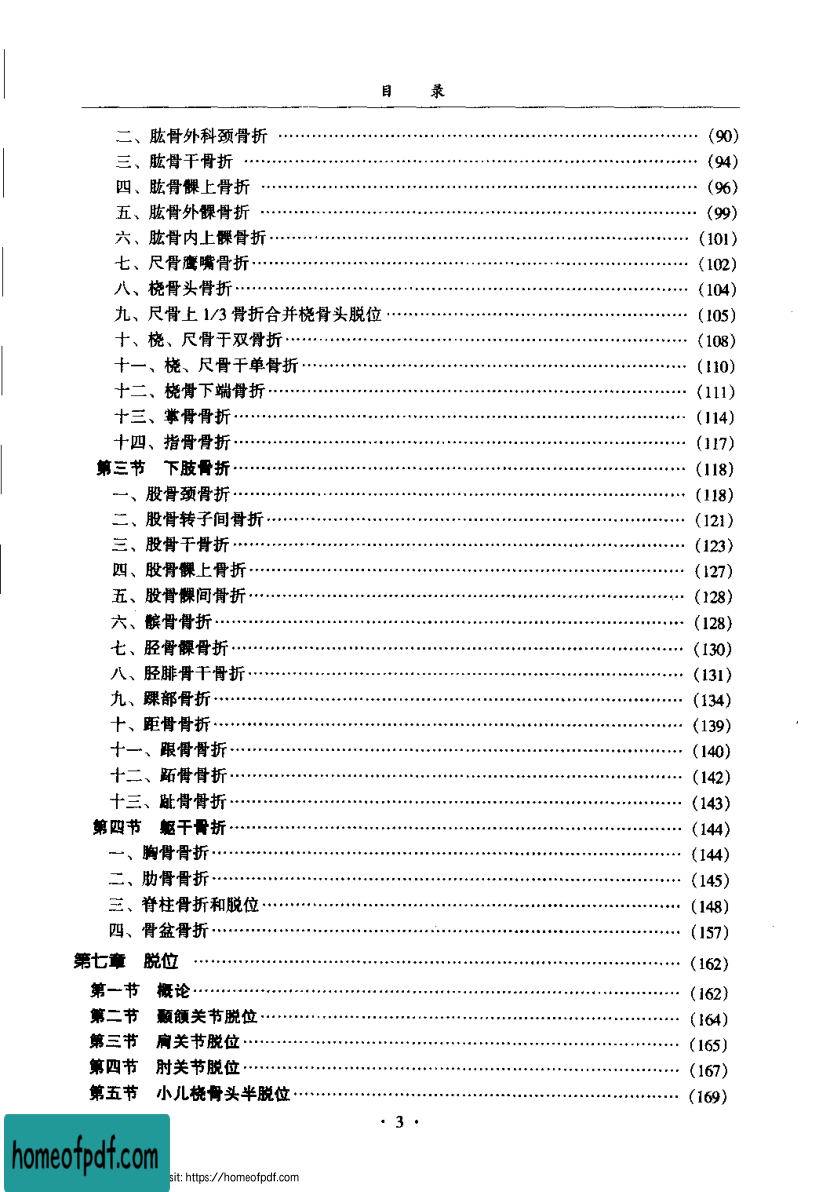 目 录
二、肱骨外科颈骨折 …… (90)
三、肱骨干骨折 …… (94)
四、肱骨髁上骨折 …… (96)
五、肱骨外髁骨折 …… (99)
六、肱骨内上髁骨折 …… (101)
七、尺骨鹰嘴骨折 …… (102)
八、桡骨头骨折 …… (104)
九、尺骨上 1/3 骨折合并桡骨头脱位 …… (105)
十、桡、尺骨干双骨折 …… (108)
十一、桡、尺骨干单骨折 …… (110)
十二、桡骨下端骨折 …… (111)
十三、掌骨骨折 …… (114)
十四、指骨骨折 …… (117)
第三节 下肢骨折 …… (118)
一、股骨颈骨折 …… (118)
二、股骨转子间骨折 …… (121)
三、股骨干骨折 …… (123)
四、股骨髁上骨折 …… (127)
五、股骨髁间骨折 …… (128)
六、髌骨骨折 …… (128)
七、胫骨髁骨折 …… (130)
八、胫腓骨干骨折 …… (131)
九、踝部骨折 …… (134)
十、距骨骨折 …… (139)
十一、跟骨骨折 …… (140)
十二、跖骨骨折 …… (142)
十三、趾骨骨折 …… (143)
第四节 躯干骨折 …… (144)
一、胸骨骨折 …… (144)
二、肋骨骨折 …… (145)
三、脊柱骨折和脱位 …… (148)
四、骨盆骨折 …… (157)
第七章 脱位 …… (162)
第一节 概论 …… (162)
第二节 颞颌关节脱位 …… (164)
第三节 肩关节脱位 …… (165)
第四节 肘关节脱位 …… (167)
第五节 小儿桡骨头半脱位 …… (169)
· 3 ·
homeofpdf.com
sit: https://homeofpdf.com